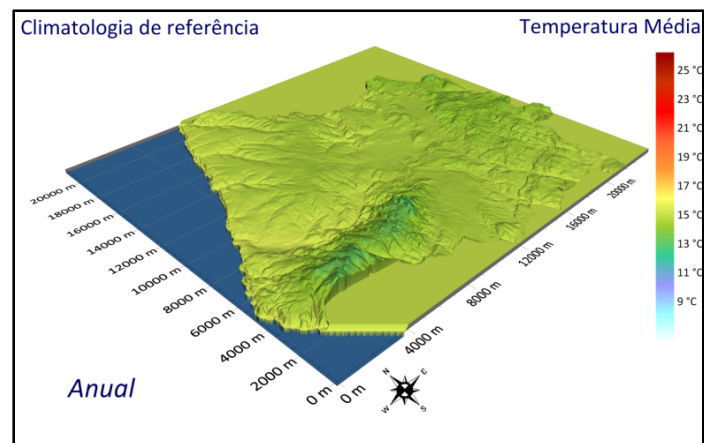 Climatologia de referência
Temperatura Média
25 °C
23 °C
21 °C
19 °C
17 °C
15 °C
13 °C
11 °C
9 °C
20000 m
18000 m
16000 m
14000 m
12000 m
10000 m
8000 m
6000 m
4000 m
2000 m
0 m
0 m
4000 m
8000 m
12000 m
16000 m
20000 m
Anual
N
E
W
S